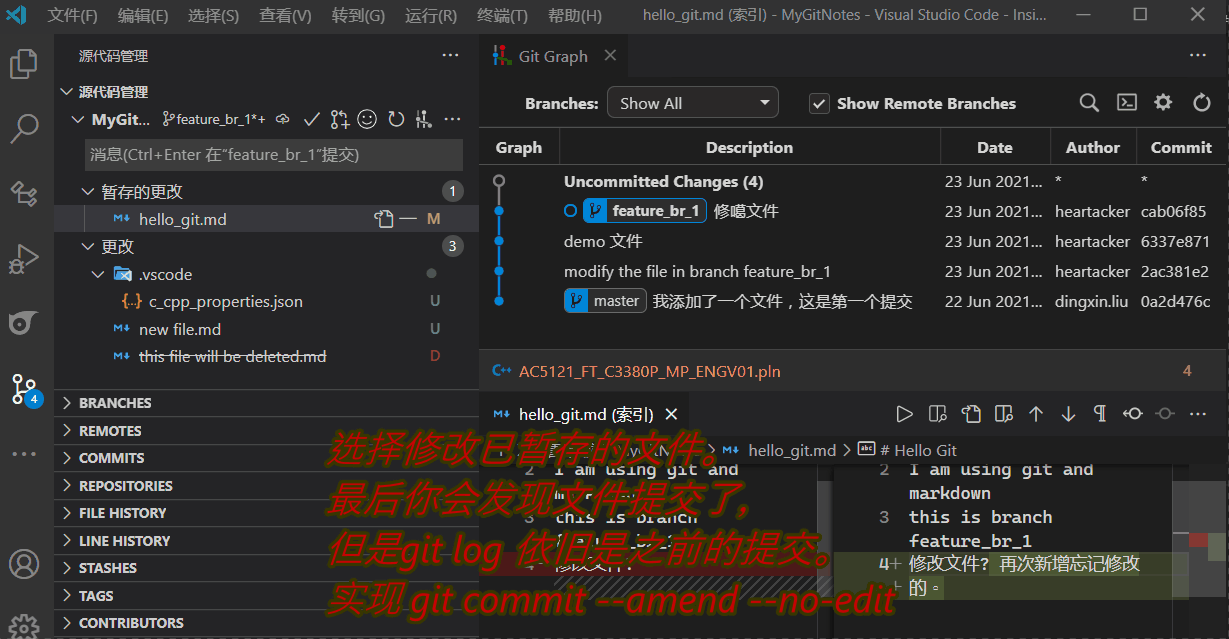 文件(F) 编辑(E) 选择(S) 查看(V) 转到(G) 运行(R) 终端(T) 帮助(H) hello_git.md (索引) - MyGitNotes - Visual Studio Code - Insi...
源代码管理
源代码管理
MyGit... feature_br_1*+
消息(Ctrl+Enter 在“feature_br_1”提交)
暂存的更改 1
hello_git.md M
更改 3
.vscode
{..} c_cpp_properties.json U
new file.md U
this file will be deleted.md D
4
BRANCHES
REMOTES
COMMITS
REPOSITORIES
FILE HISTORY
LINE HISTORY
STASHES
TAGS
CONTRIBUTORS
Git Graph
Branches: Show All Show Remote Branches
Graph Description Date Author Commit
Uncommitted Changes (4) 23 Jun 2021... * *
feature_br_1 修噫文件 23 Jun 2021... heartacker cab06f85
demo 文件 23 Jun 2021... heartacker 6337e871
modify the file in branch feature_br_1 23 Jun 2021... heartacker 2ac381e2
master 我添加了一个文件，这是第一个提交 22 Jun 2021... dingxin.liu 0a2d476c
C++ AC5121_FT_C3380P_MP_ENGV01.pln 4
hello_git.md (索引)
hello_git.md > # Hello Git
2 I am using git and
3 this is branch
修改文件?
2 I am using git and
markdown
3 this is branch
feature_br_1
4+ 修改文件? 再次新增忘记修改
的。
选择修改已暂存的文件。
最后你会发现文件提交了,
但是git log 依旧是之前的提交。
实现 git commit --amend --no-edit